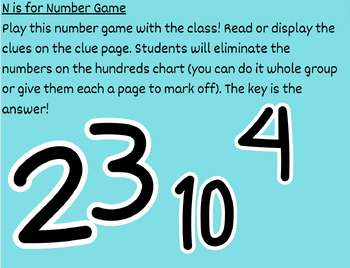 N is for Number Game
Play this number game with the class! Read or display the
clues on the clue page. Students will eliminate the
numbers on the hundreds chart (you can do it whole group
or give them each a page to mark off). The key is the
answer!
2 3 10 4